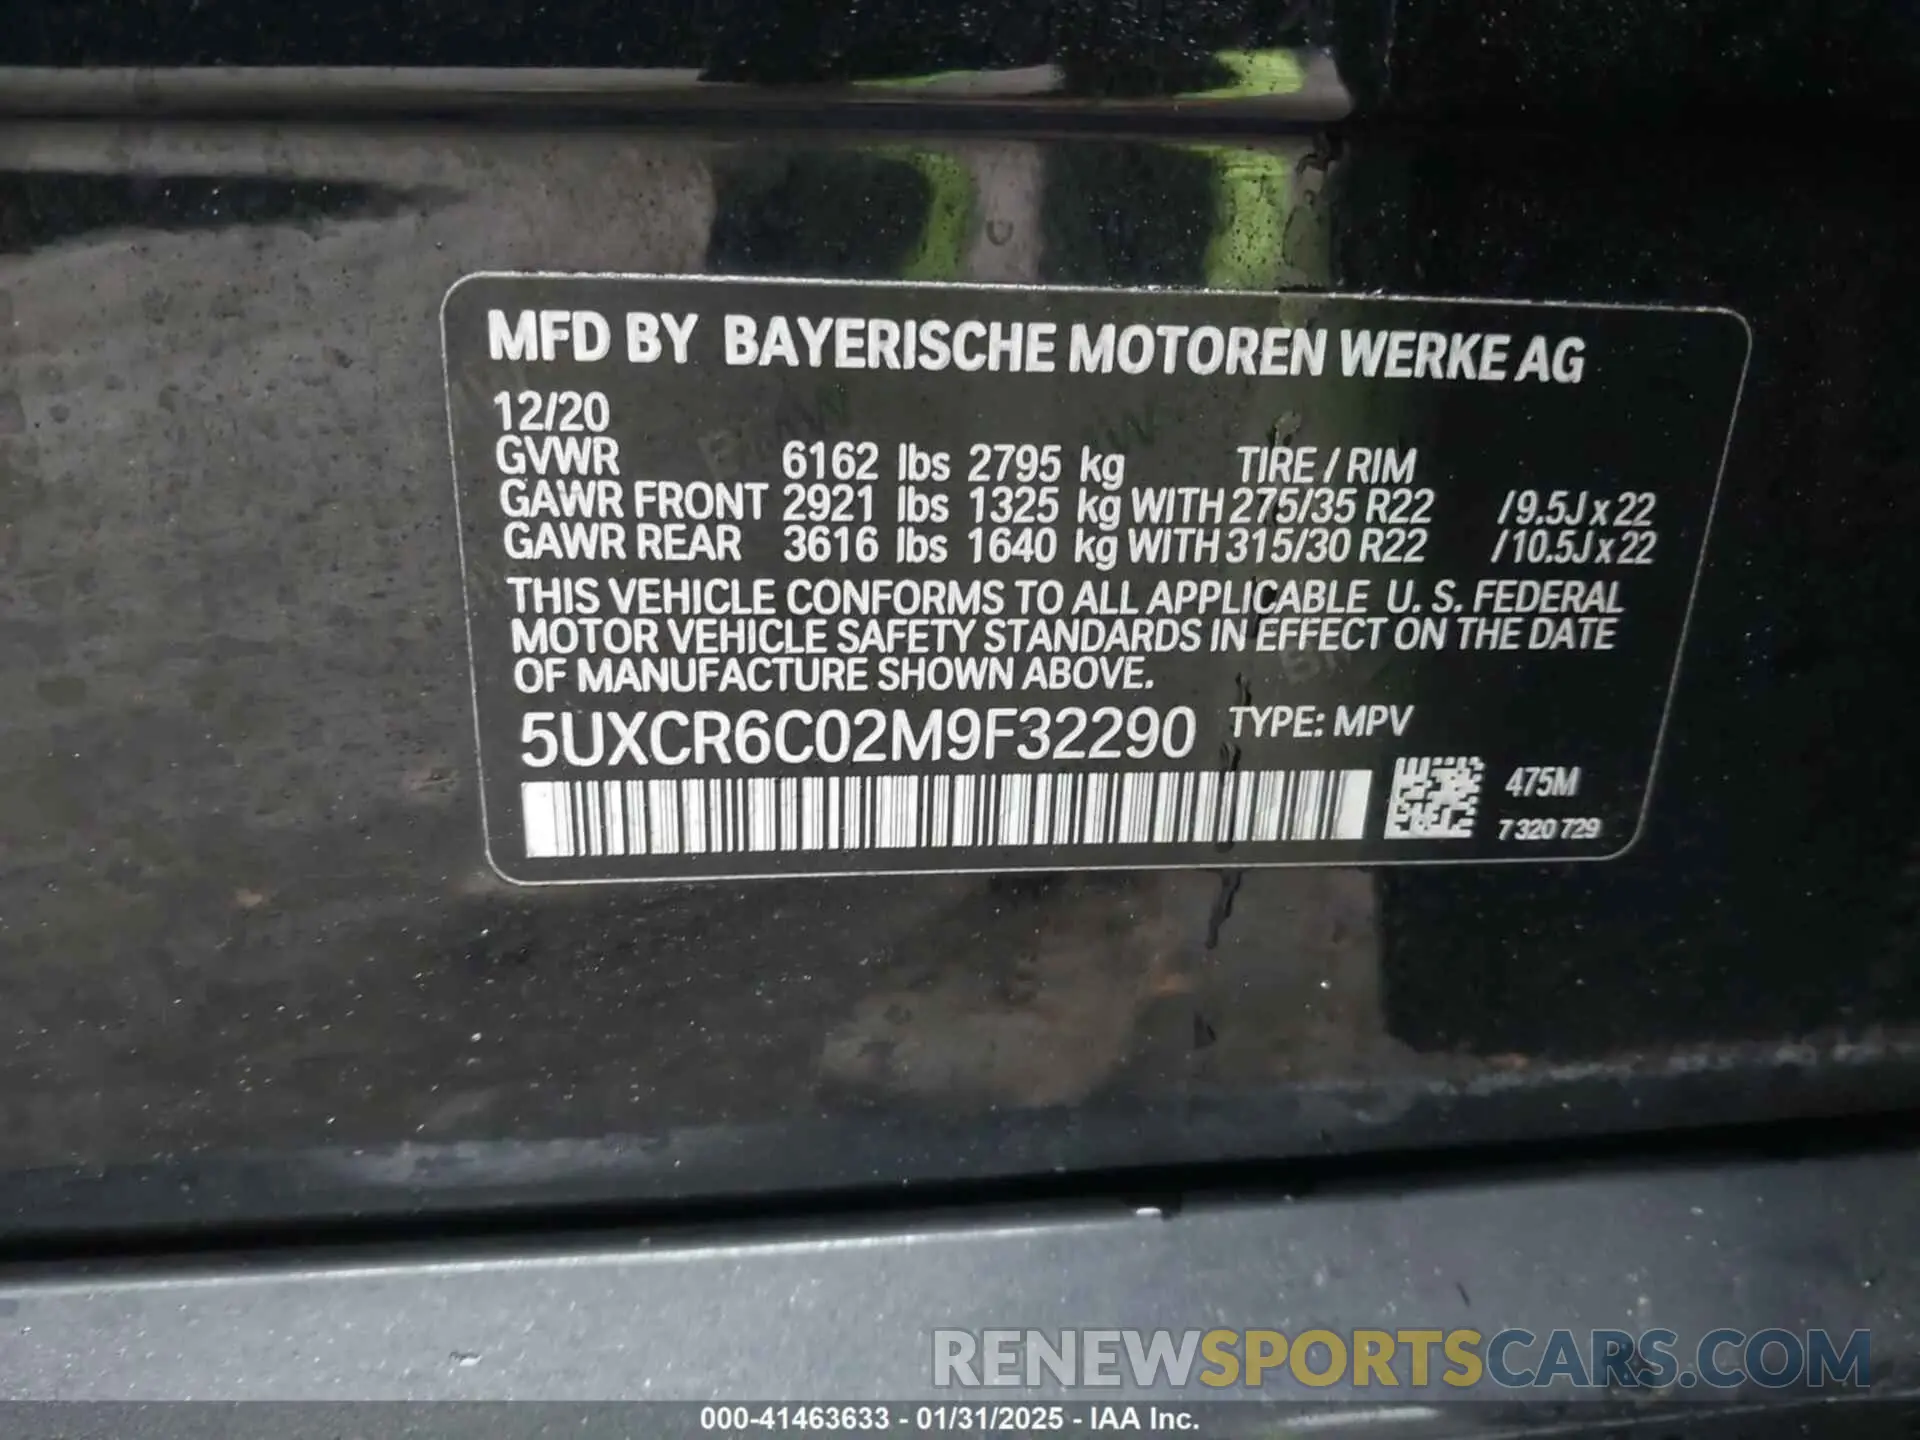 MFD BY BAYERISCHE MOTOREN WERKE AG
12/20
GVWR 6162 lbs 2795 kg TIRE / RIM
GAWR FRONT 2921 lbs 1325 kg WITH 275/35 R22 /9.5J x 22
GAWR REAR 3616 lbs 1640 kg WITH 315/30 R22 /10.5J x 22
THIS VEHICLE CONFORMS TO ALL APPLICABLE U. S. FEDERAL
MOTOR VEHICLE SAFETY STANDARDS IN EFFECT ON THE DATE
OF MANUFACTURE SHOWN ABOVE.
5UXCR6C02M9F32290 TYPE: MPV
475M
7 320 729
RENEWSPORTSCARS.COM
000-41463633 - 01/31/2025 - IAA Inc.